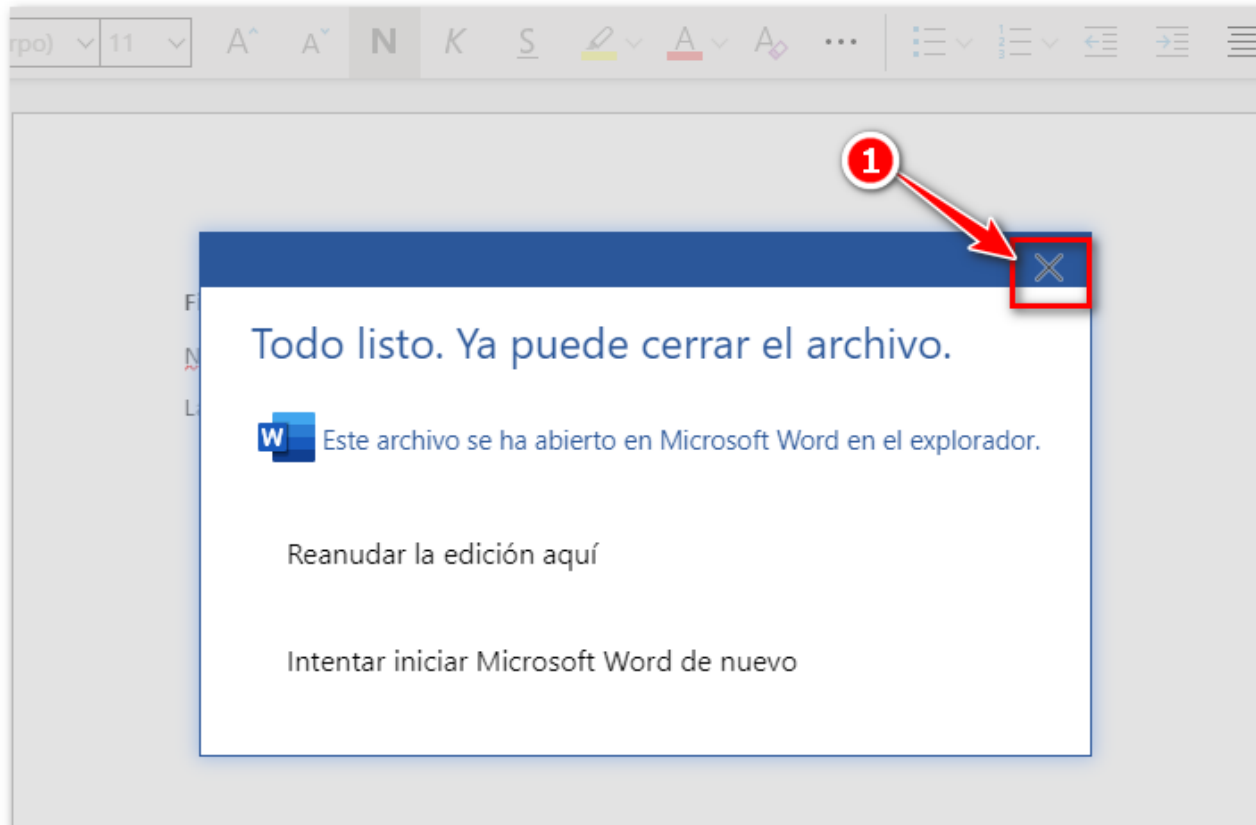 rpo) 11 A A N K S A A ...
1
Todo listo. Ya puede cerrar el archivo.
W Este archivo se ha abierto en Microsoft Word en el explorador.
Reanudar la edición aquí
Intentar iniciar Microsoft Word de nuevo